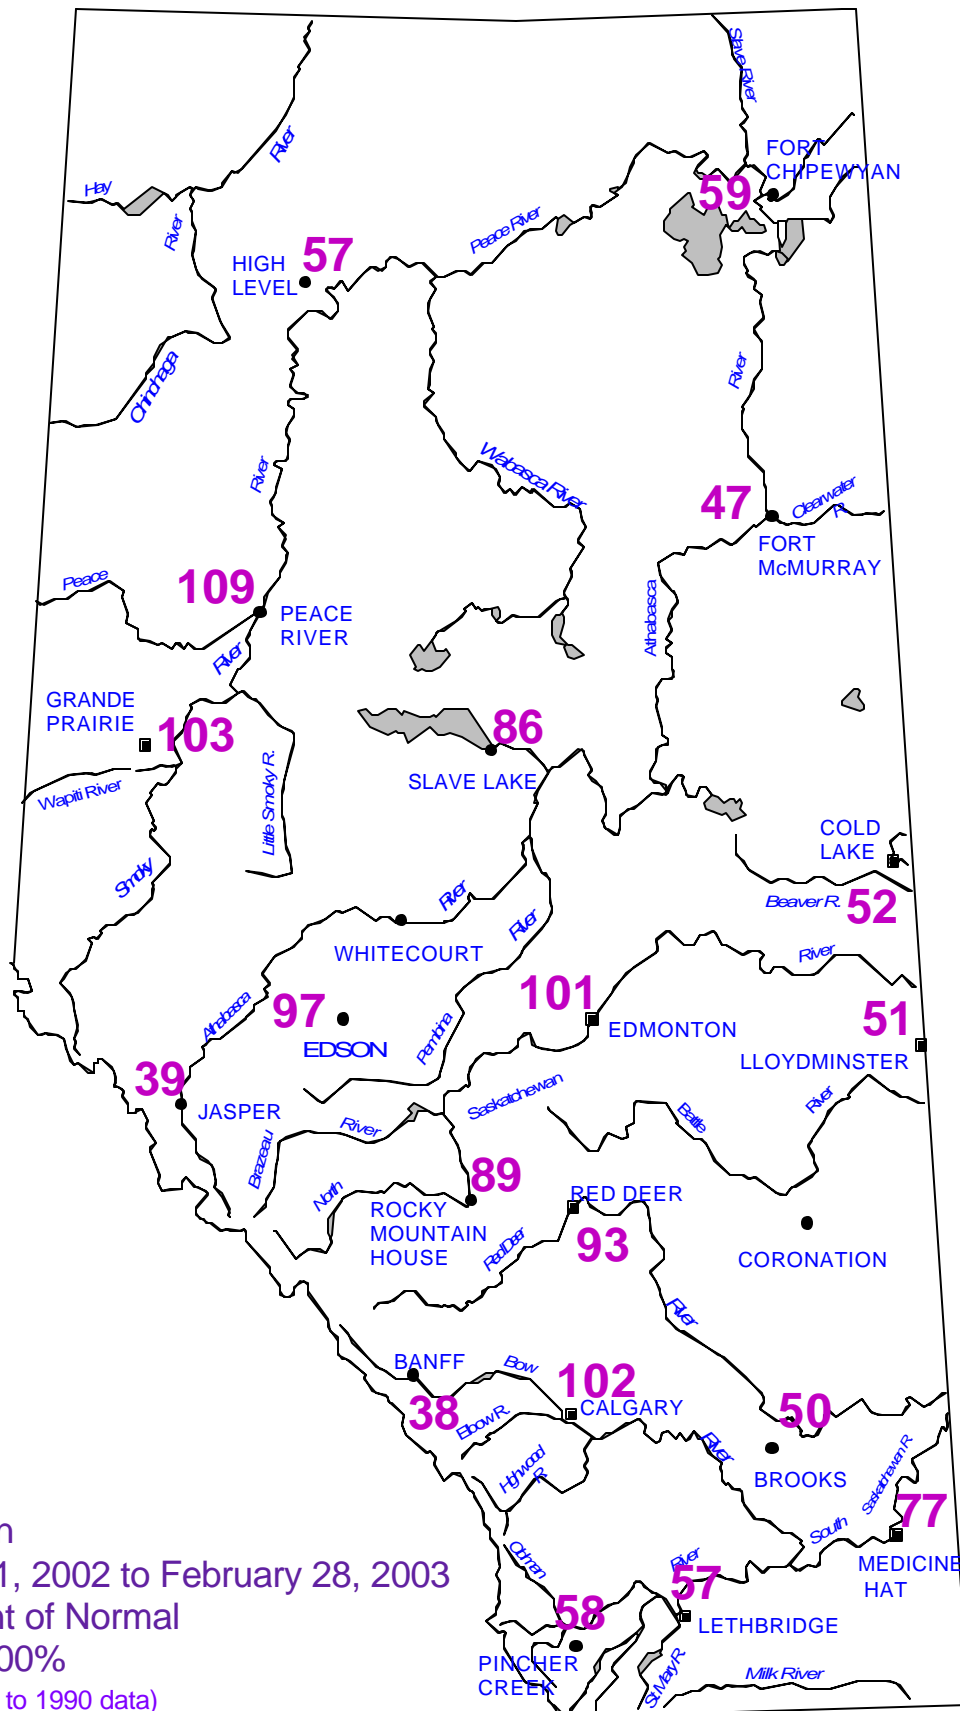 Slave River
FORT
CHIPEWYAN
59
Hay
River
River
Peace River
HIGH
LEVEL
57
Chinchaga
River
Wabasca River
River
47
Clearwater
R.
FORT
McMURRAY
Peace
109
PEACE
RIVER
River
Athabasca
GRANDE
PRAIRIE
103
86
SLAVE LAKE
Wapiti River
Little Smoky R.
Smoky
COLD
LAKE
Beaver R.
52
River
WHITECOURT
River
River
Athabasca
97
EDSON
Pembina
101
EDMONTON
51
LLOYDMINSTER
39
JASPER
Saskatchewan
River
Brazeau
Battle
River
North
89
ROCKY
MOUNTAIN
HOUSE
RED DEER
93
Red Deer
CORONATION
River
BANFF
38
Bow
102
CALGARY
Elbow R.
50
BROOKS
Highwood
R.
River
Saskatchewan R.
77
MEDICINE
HAT
South
Oldman
River
57
LETHBRIDGE
58
PINCHER
CREEK
St. Mary R.
Milk River
n
1, 2002 to February 28, 2003
nt of Normal
00%
to 1990 data)